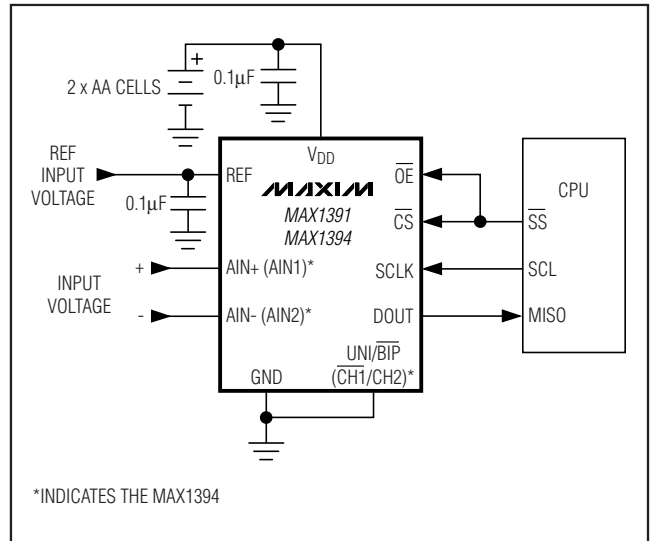 +
2 x AA CELLS
0.1μF
REF
INPUT
VOLTAGE
0.1μF
VDD
REF
MAXIM
MAX1391
MAX1394
OE
CS
SS
CPU
+
AIN+ (AIN1)*
SCLK
SCL
INPUT
VOLTAGE
-
AIN- (AIN2)*
DOUT
MISO
UNI/BIP
(CH1/CH2)*
GND
*INDICATES THE MAX1394